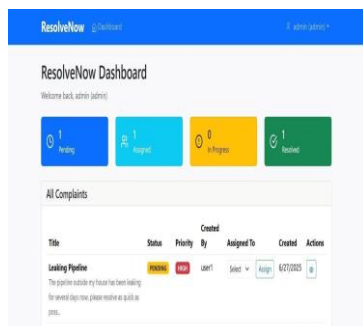 ResolveNow Dashboard admin (admin)
ResolveNow Dashboard
Welcome back, admin (admin)
1
Pending
1
Assigned
0
In Progress
1
Resolved
All Complaints
Title Status Priority Created By Assigned To Created Actions
Leaking Pipeline PENDING HIGH user1 Select Assign 6/27/2025
The pipeline outside my house has been leaking
for several days now, please resolve as quick as
poss...